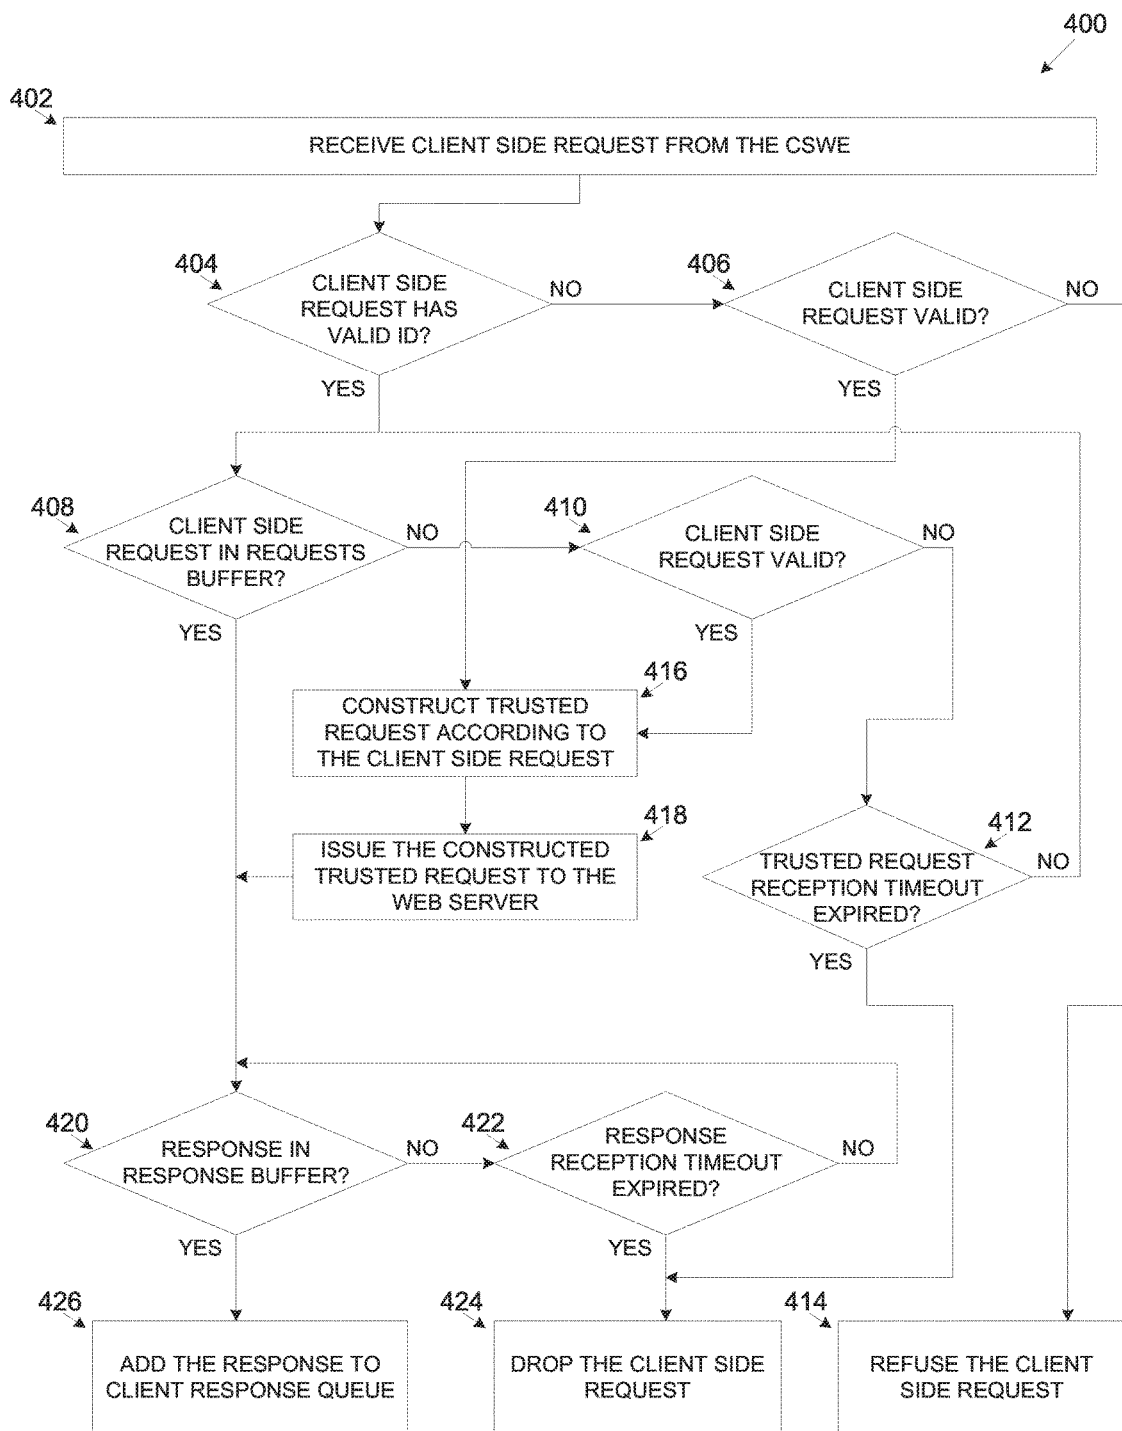 400
402
RECEIVE CLIENT SIDE REQUEST FROM THE CSWE
404
CLIENT SIDE
REQUEST HAS
VALID ID?
NO
YES
406
CLIENT SIDE
REQUEST VALID?
NO
YES
408
CLIENT SIDE
REQUEST IN REQUESTS
BUFFER?
NO
YES
410
CLIENT SIDE
REQUEST VALID?
NO
YES
416
CONSTRUCT TRUSTED
REQUEST ACCORDING TO
THE CLIENT SIDE REQUEST
418
ISSUE THE CONSTRUCTED
TRUSTED REQUEST TO THE
WEB SERVER
412
TRUSTED REQUEST
RECEPTION TIMEOUT
EXPIRED?
NO
YES
420
RESPONSE IN
RESPONSE BUFFER?
NO
YES
422
RESPONSE
RECEPTION TIMEOUT
EXPIRED?
NO
YES
426
ADD THE RESPONSE TO
CLIENT RESPONSE QUEUE
424
DROP THE CLIENT SIDE
REQUEST
414
REFUSE THE CLIENT
SIDE REQUEST